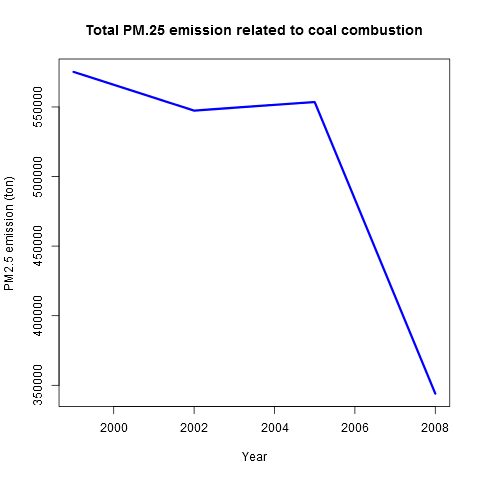 Total PM.25 emission related to coal combustion
PM2.5 emission (ton)
550000
500000
450000
400000
350000
2000 2002 2004 2006 2008
Year